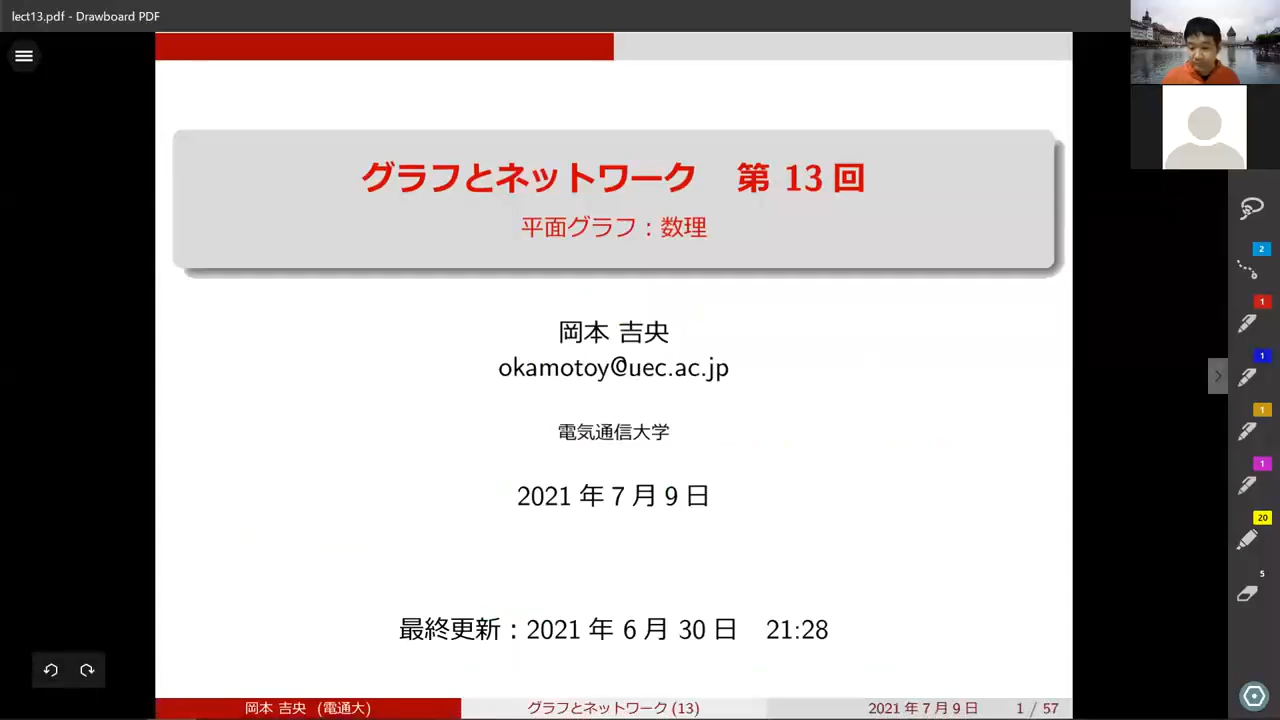 lect13.pdf - Drawboard PDF
グラフとネットワーク 第 13 回
平面グラフ：数理
岡本 吉央
okamotoy@uec.ac.jp
電気通信大学
2021 年 7 月 9 日
最終更新：2021 年 6 月 30 日 21:28
岡本 吉央 (電通大) グラフとネットワーク (13) 2021 年 7 月 9 日 1 / 57
2
1
1
1
1
20
5